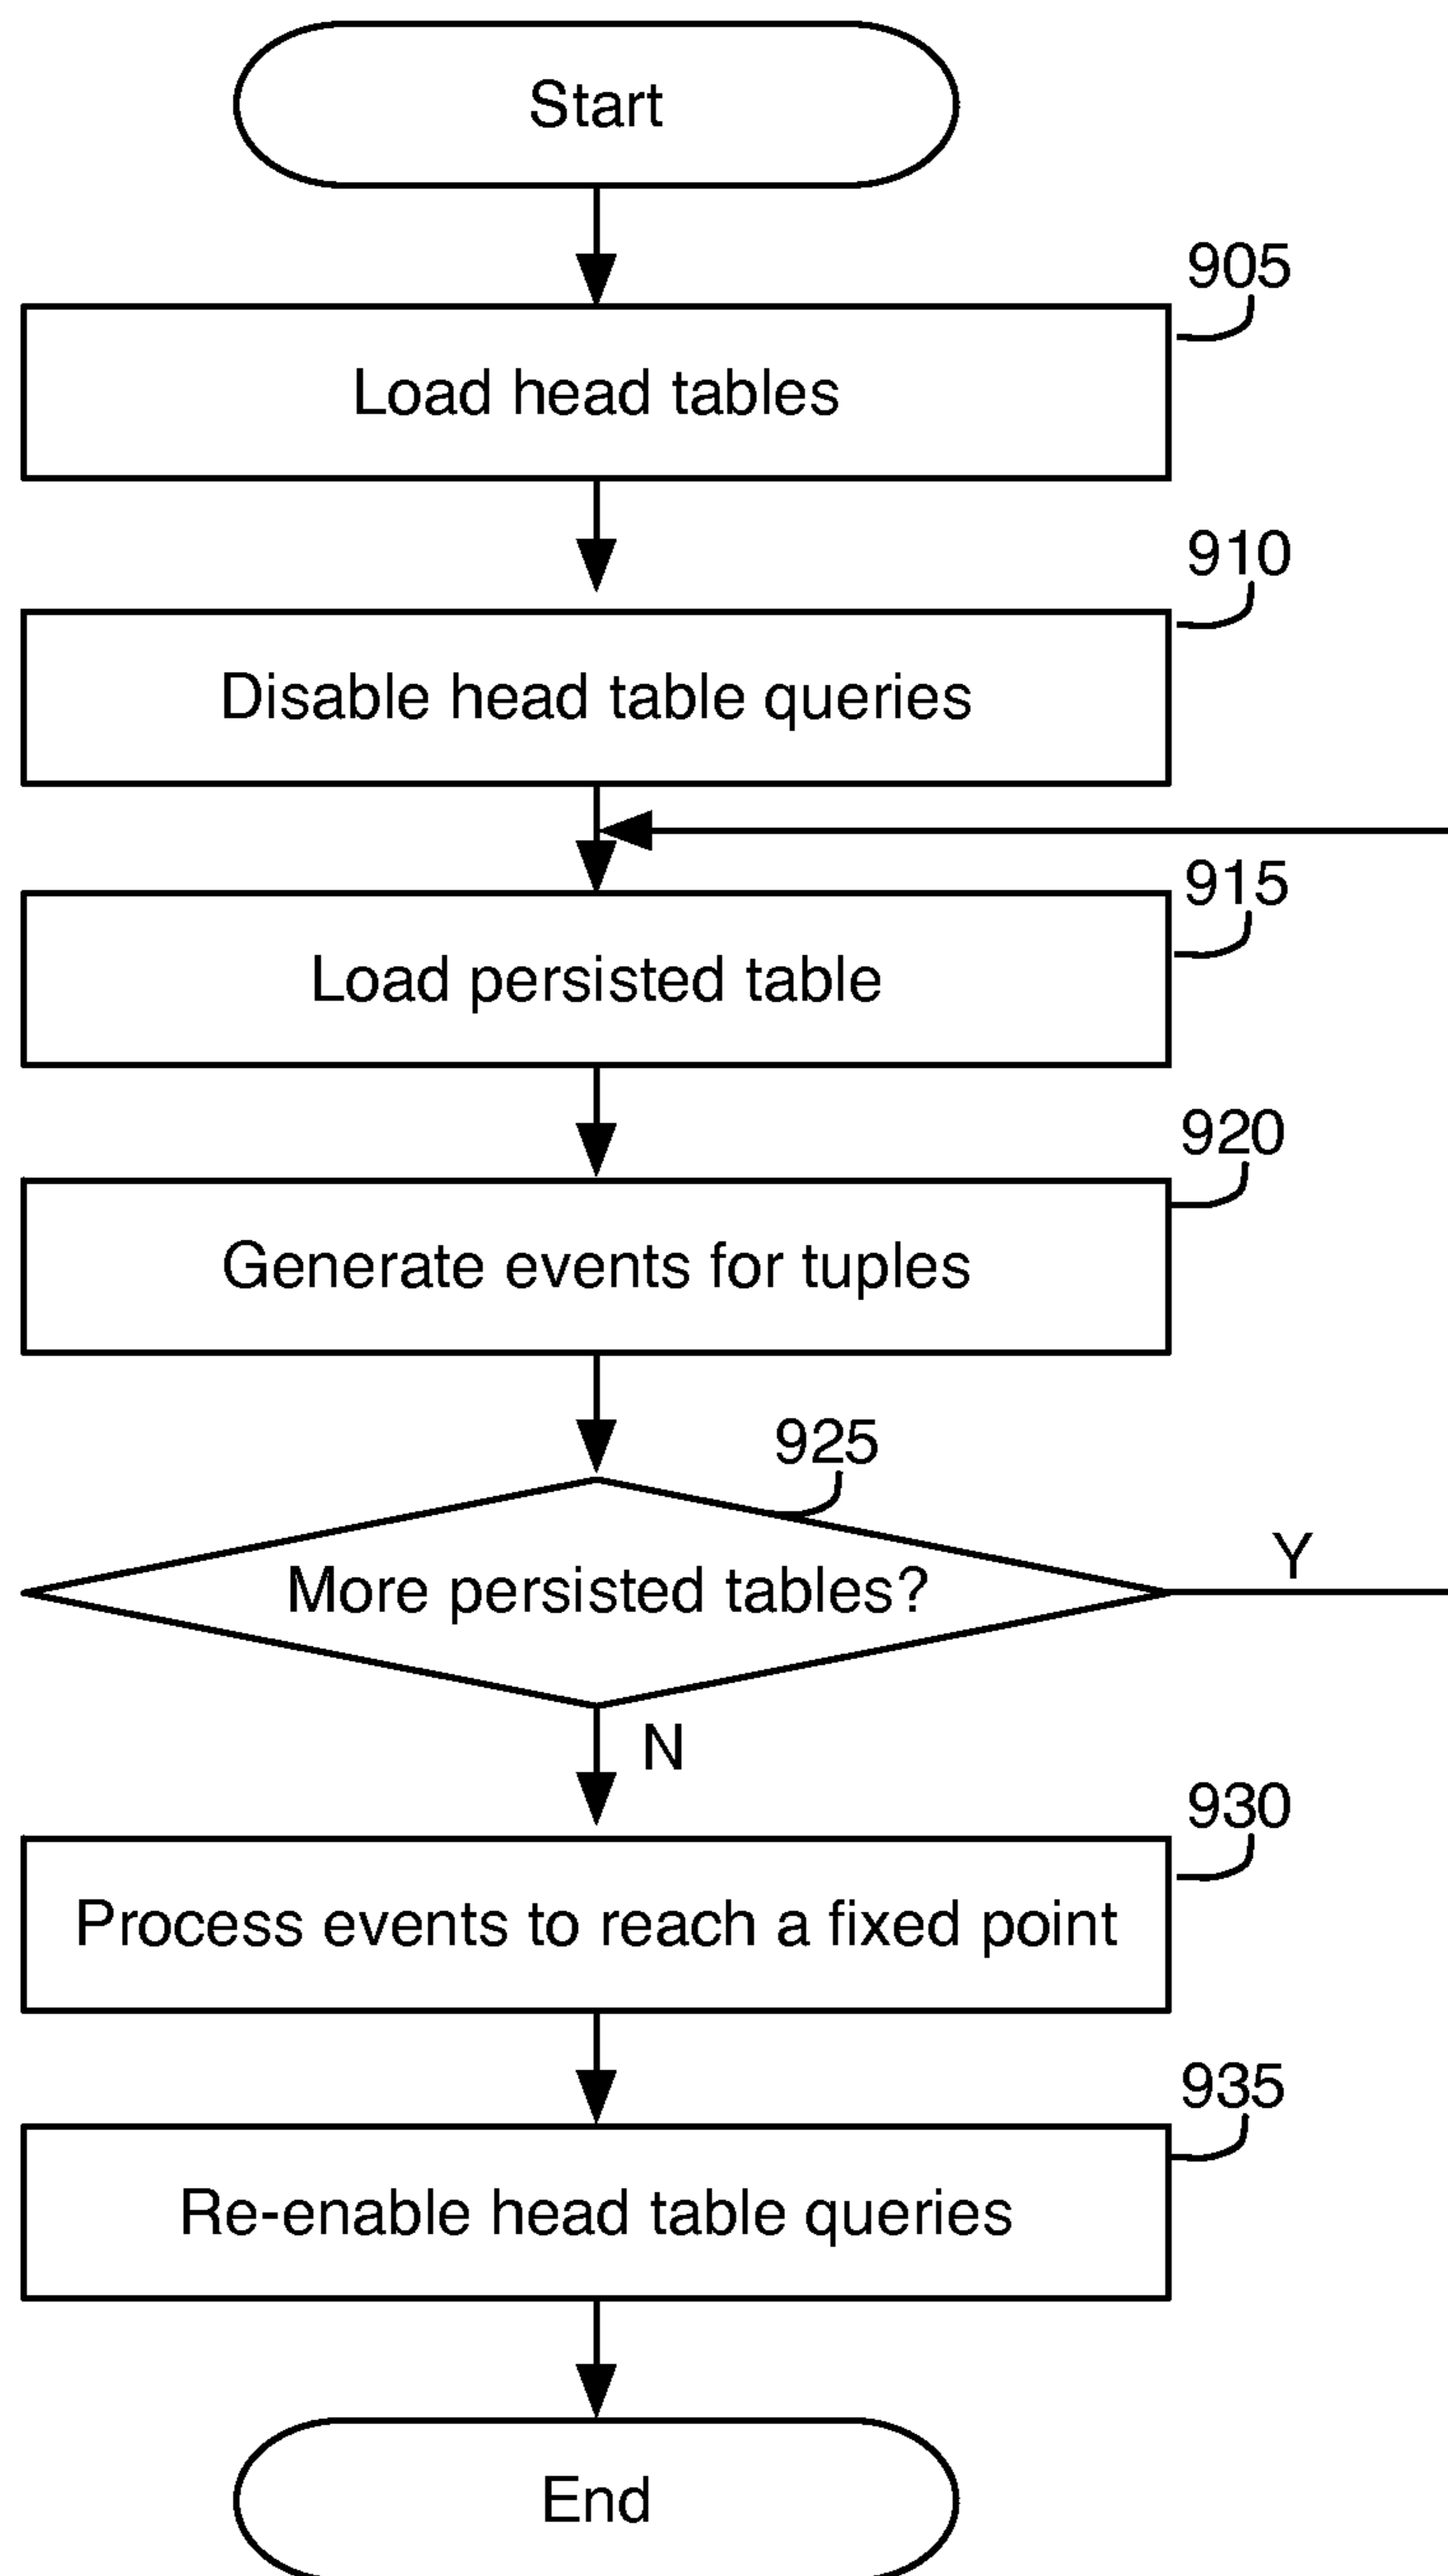 Start
905
Load head tables
910
Disable head table queries
915
Load persisted table
920
Generate events for tuples
925
More persisted tables?
Y
N
930
Process events to reach a fixed point
935
Re-enable head table queries
End